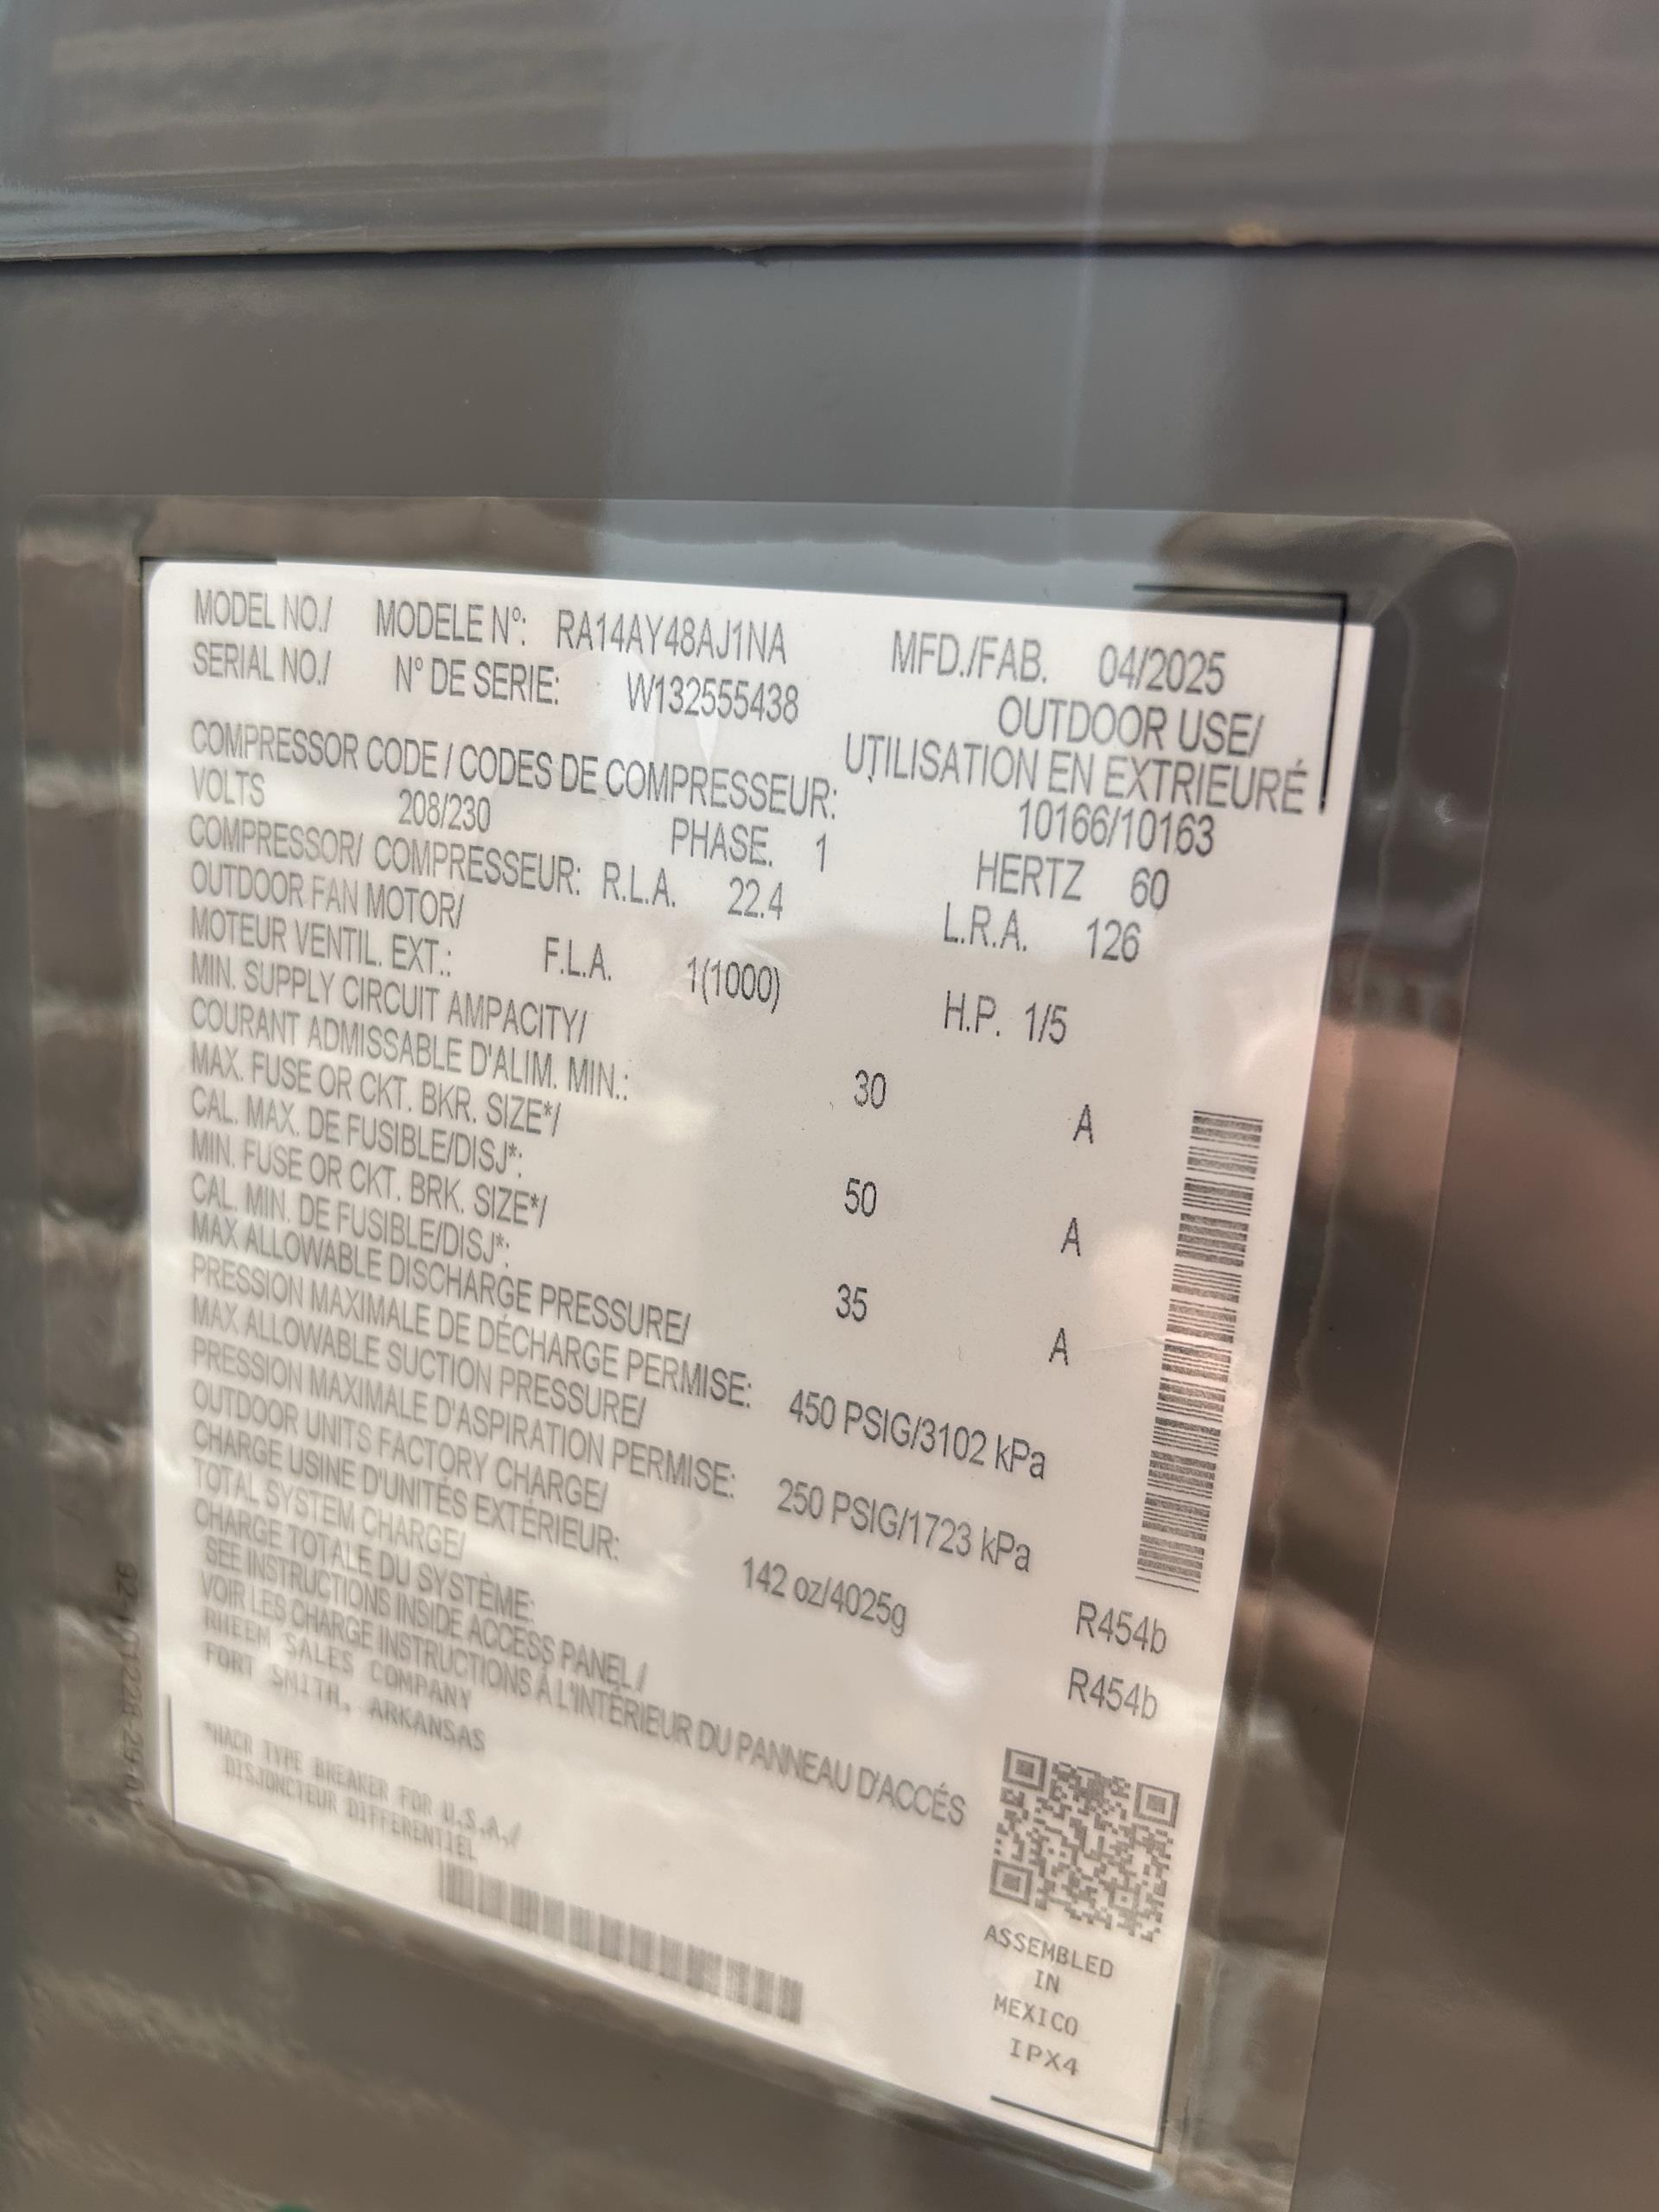 MODEL NO./ MODELE N°: RA14AY48AJ1NA MFD./FAB. 04/2025
SERIAL NO./ N° DE SERIE: W132555438 OUTDOOR USE/
UTILISATION EN EXTRIEURÉ
COMPRESSOR CODE / CODES DE COMPRESSEUR: 10166/10163
VOLTS 208/230 PHASE. 1 HERTZ 60
COMPRESSOR/ COMPRESSEUR: R.L.A. 22.4 L.R.A. 126
OUTDOOR FAN MOTOR/
MOTEUR VENTIL. EXT.: F.L.A. 1(1000) H.P. 1/5
MIN. SUPPLY CIRCUIT AMPACITY/
COURANT ADMISSABLE D'ALIM. MIN.: 30 A
MAX. FUSE OR CKT. BKR. SIZE*/
CAL. MAX. DE FUSIBLE/DISJ*: 50 A
MIN. FUSE OR CKT. BRK. SIZE*/
CAL. MIN. DE FUSIBLE/DISJ*: 35 A
MAX ALLOWABLE DISCHARGE PRESSURE/
PRESSION MAXIMALE DE DÉCHARGE PERMISE: 450 PSIG/3102 kPa
MAX ALLOWABLE SUCTION PRESSURE/
PRESSION MAXIMALE D'ASPIRATION PERMISE: 250 PSIG/1723 kPa
OUTDOOR UNITS FACTORY CHARGE/
CHARGE USINE D'UNITÉS EXTÉRIEUR: 142 oz/4025g R454b
TOTAL SYSTEM CHARGE/
CHARGE TOTALE DU SYSTÈME: R454b
SEE INSTRUCTIONS INSIDE ACCESS PANEL /
VOIR LES CHARGE INSTRUCTIONS À L'INTÉRIEUR DU PANNEAU D'ACCÉS
RHEEM SALES COMPANY
FORT SMITH, ARKANSAS
*HACR TYPE BREAKER FOR U.S.A./
DISJONCTEUR DIFFERENTIEL
ASSEMBLED
IN
MEXICO
IPX4